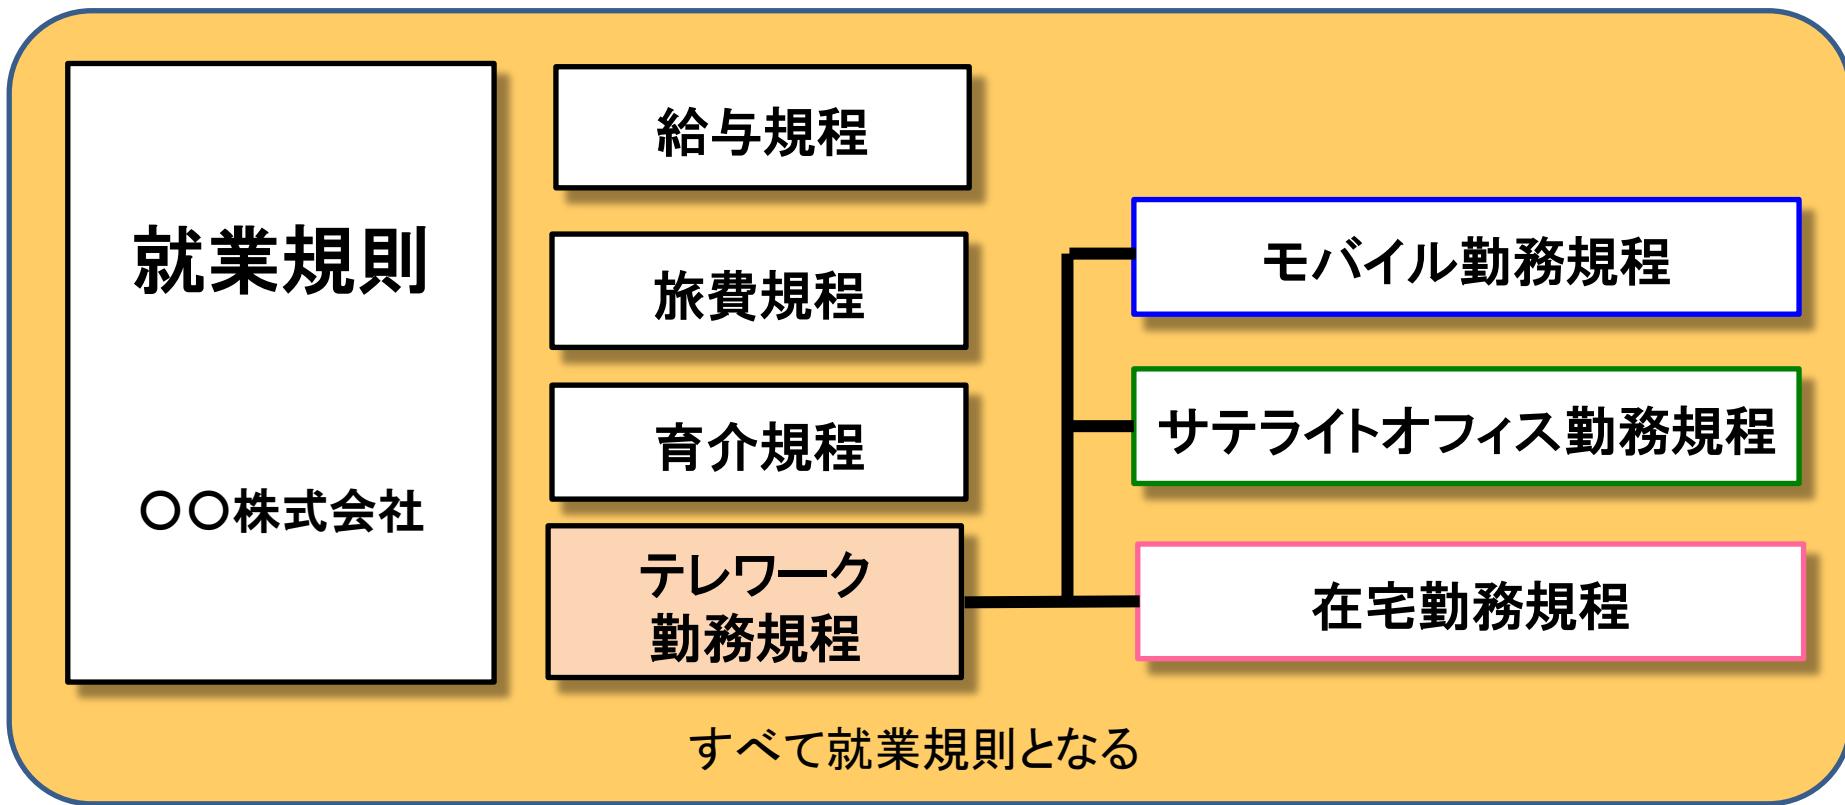 就業規則
〇〇株式会社
給与規程
旅費規程
育介規程
テレワーク
勤務規程
モバイル勤務規程
サテライトオフィス勤務規程
在宅勤務規程
すべて就業規則となる